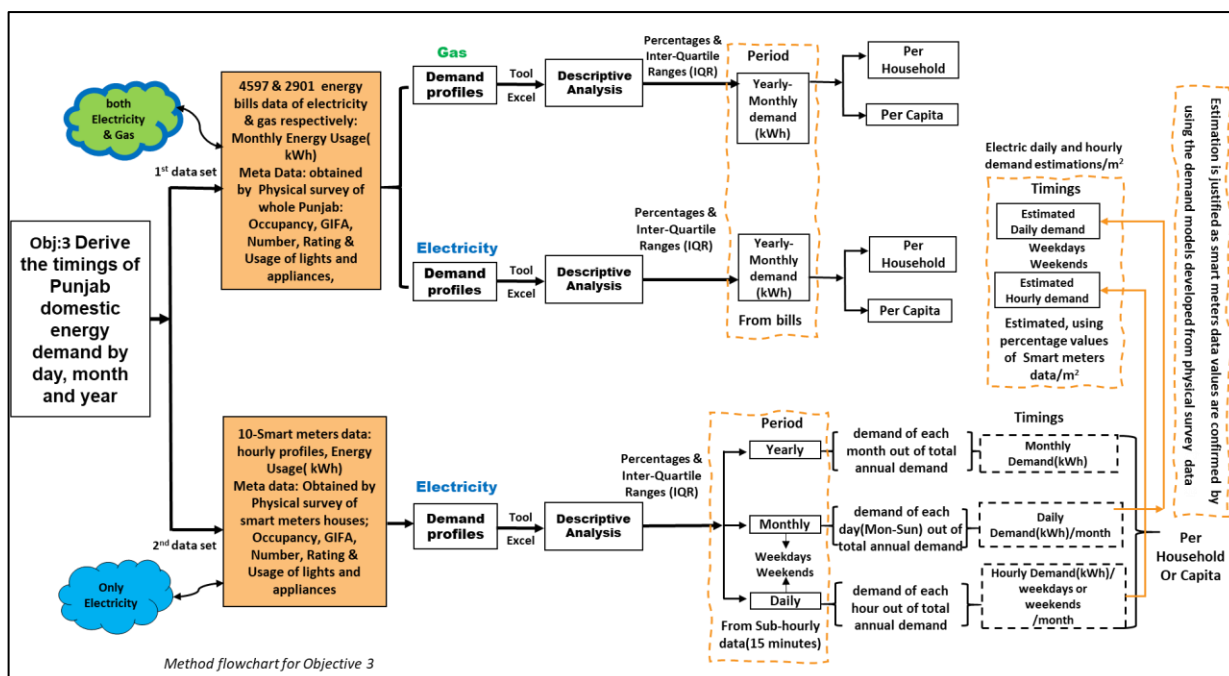 Obj:3 Derive
the timings of
Punjab
domestic
energy
demand by
day, month
and year
both
Electricity
& Gas
1st data set
4597 & 2901 energy
bills data of electricity
& gas respectively:
Monthly Energy Usage(
kWh)
Meta Data: obtained
by Physical survey of
whole Punjab:
Occupancy, GIFA,
Number, Rating &
Usage of lights and
appliances,
Gas
Demand
profiles
Tool
Excel
Descriptive
Analysis
Percentages &
Inter-Quartile
Ranges (IQR)
Period
Yearly-
Monthly
demand
(kWh)
Per
Household
Per Capita
Electricity
Demand
profiles
Tool
Excel
Descriptive
Analysis
Percentages &
Inter-Quartile
Ranges (IQR)
Yearly-
Monthly
demand
(kWh)
From bills
Per
Household
Per Capita
Electric daily and hourly
demand estimations/m²
Timings
Estimated
Daily demand
Weekdays
Weekends
Estimated
Hourly demand
Estimated, using
percentage values
of Smart meters
data/m²
Estimation is justified as smart meters data values are confirmed by
using the demand models developed from physical survey data
2nd data set
Only
Electricity
10-Smart meters data:
hourly profiles, Energy
Usage( kWh)
Meta data: Obtained by
Physical survey of
smart meters houses;
Occupancy, GIFA,
Number, Rating &
Usage of lights and
appliances
Electricity
Demand
profiles
Tool
Excel
Descriptive
Analysis
Percentages &
Inter-Quartile
Ranges (IQR)
Period
Yearly
Monthly
Weekdays
Weekends
Daily
From Sub-hourly
data(15 minutes)
demand of each
month out of total
annual demand
demand of each
day(Mon-Sun) out of
total annual demand
demand of each
hour out of total
annual demand
Timings
Monthly
Demand(kWh)
Daily
Demand(kWh)/month
Hourly Demand(kWh)/
weekdays or
weekends
/month
Per
Household
Or Capita
Method flowchart for Objective 3